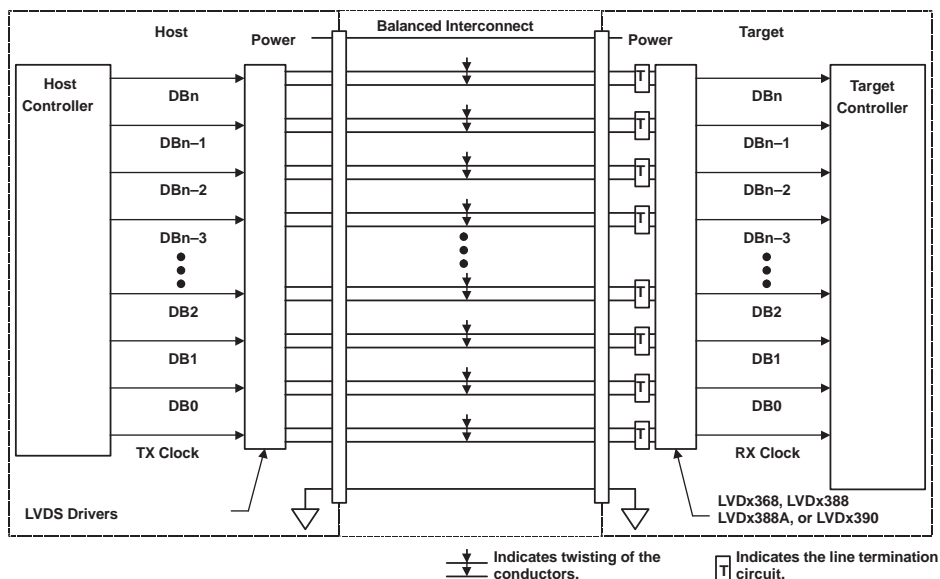 Host
Power
Balanced Interconnect
Power
Target
Host
Controller
Target
Controller
DBn
DBn–1
DBn–2
DBn–3
DB2
DB1
DB0
TX Clock
T
T
T
T
T
T
T
T
DBn
DBn–1
DBn–2
DBn–3
DB2
DB1
DB0
RX Clock
LVDS Drivers
LVDx368, LVDx388
LVDx388A, or LVDx390
Indicates twisting of the
conductors.
T
Indicates the line termination
circuit.